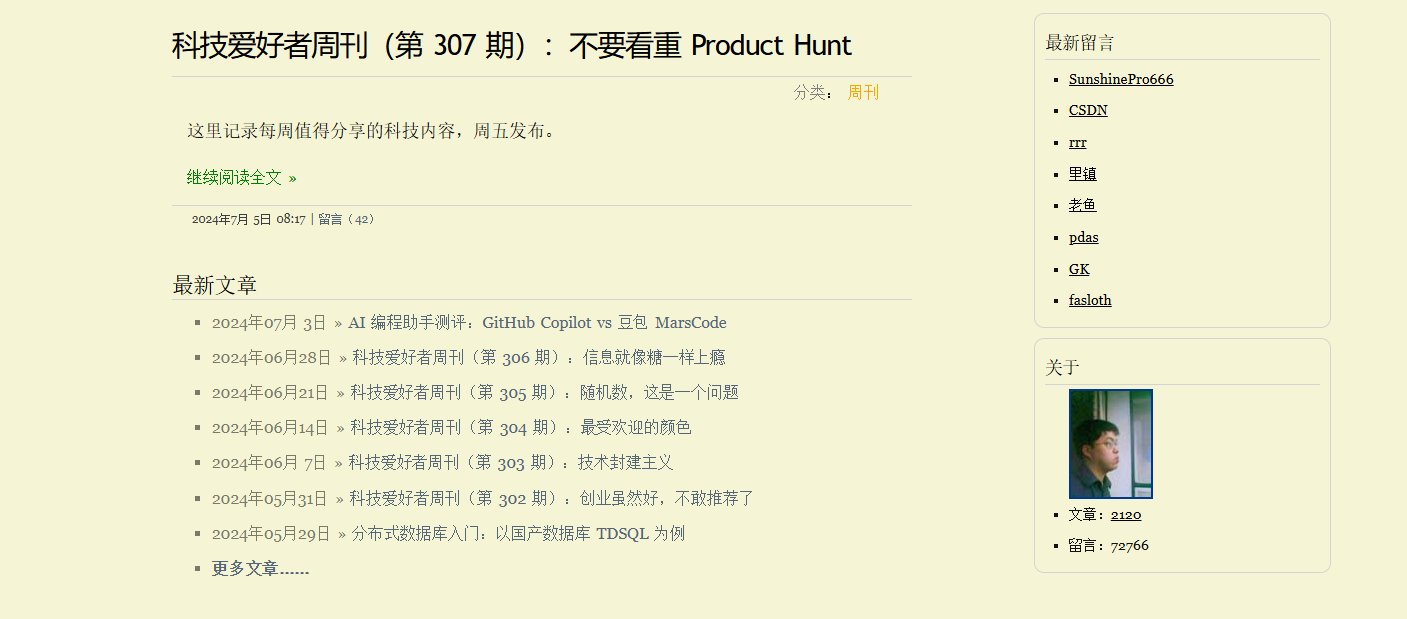 科技爱好者周刊（第 307 期）：不要看重 Product Hunt
分类： 周刊
这里记录每周值得分享的科技内容，周五发布。
继续阅读全文 »
2024年7月 5日 08:17 | 留言（42）
最新文章
2024年07月 3日 » AI 编程助手测评：GitHub Copilot vs 豆包 MarsCode
2024年06月28日 » 科技爱好者周刊（第 306 期）：信息就像糖一样上瘾
2024年06月21日 » 科技爱好者周刊（第 305 期）：随机数，这是一个问题
2024年06月14日 » 科技爱好者周刊（第 304 期）：最受欢迎的颜色
2024年06月 7日 » 科技爱好者周刊（第 303 期）：技术封建主义
2024年05月31日 » 科技爱好者周刊（第 302 期）：创业虽然好，不敢推荐了
2024年05月29日 » 分布式数据库入门：以国产数据库 TDSQL 为例
更多文章……
最新留言
SunshinePro666
CSDN
rrr
里镇
老鱼
pdas
GK
fasloth
关于
文章：2120
留言：72766